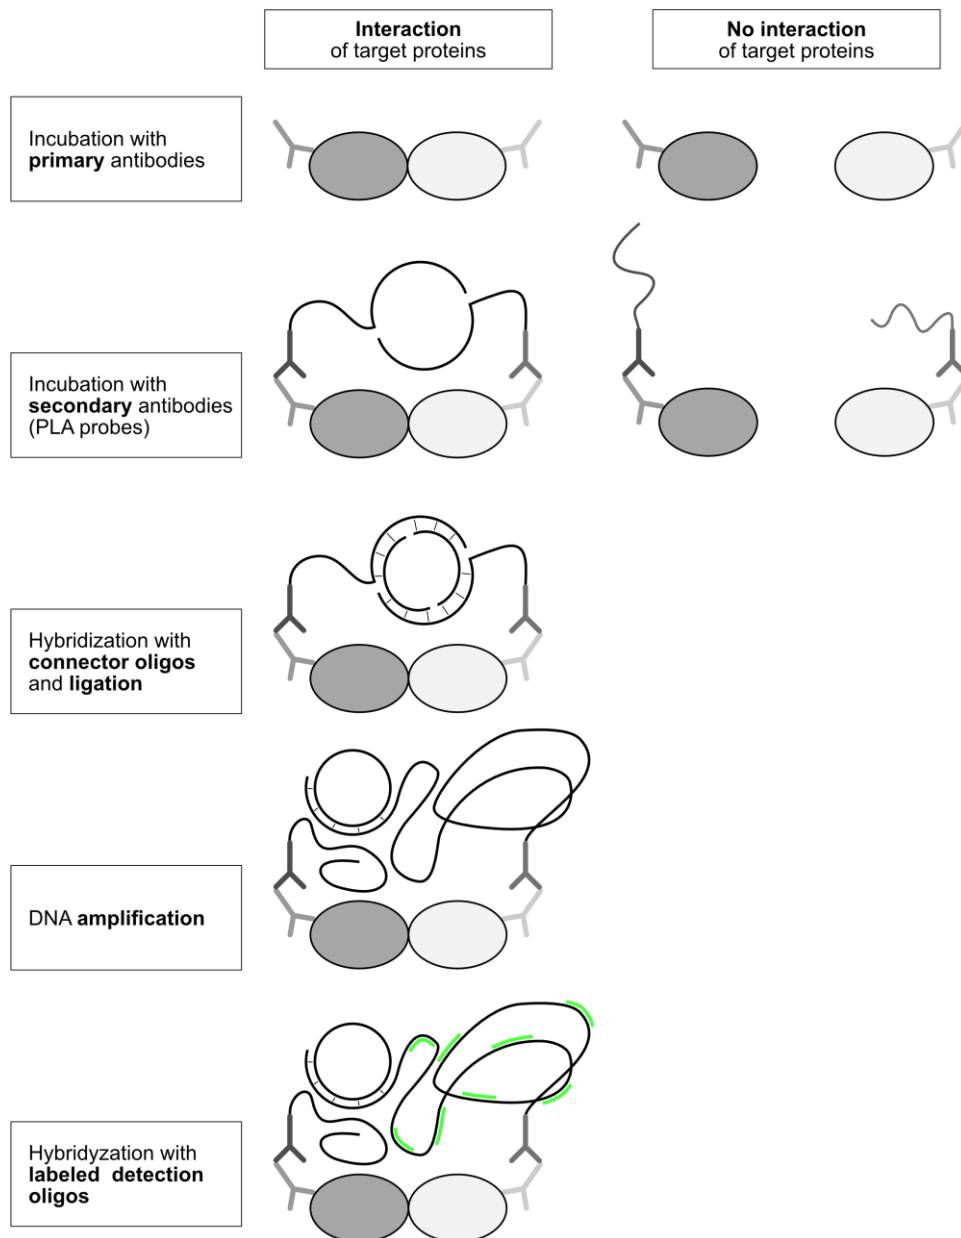 Interaction
of target proteins
No interaction
of target proteins
Incubation with
primary antibodies
Incubation with
secondary antibodies
(PLA probes)
Hybridization with
connector oligos
and ligation
DNA amplification
Hybridyzation with
labeled detection
oligos